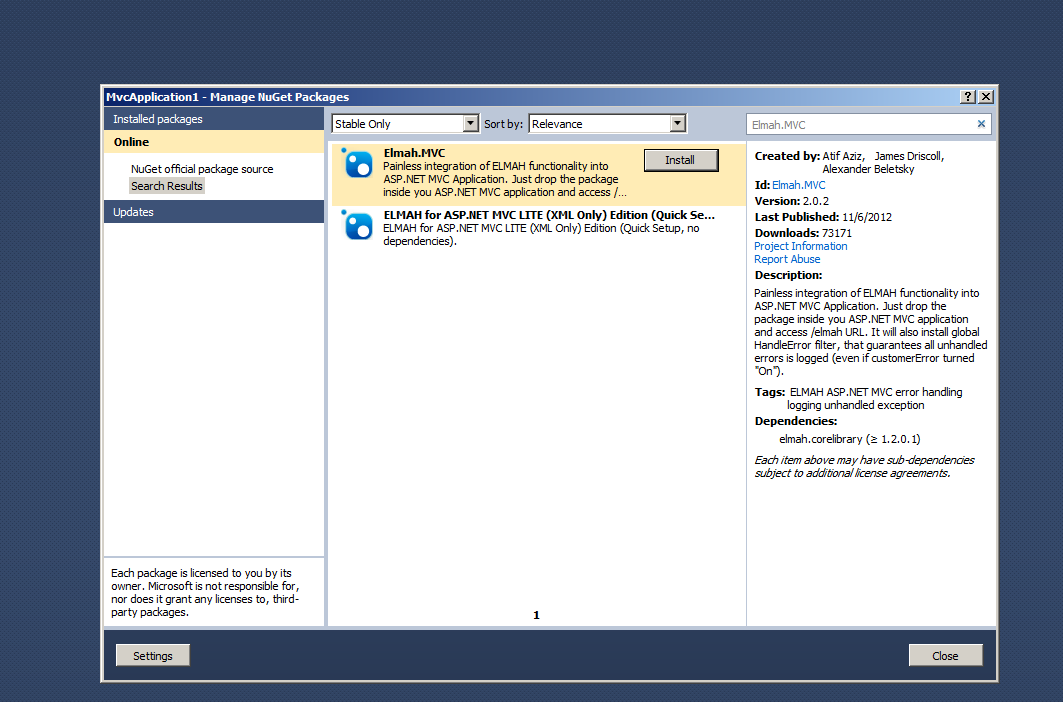 MvcApplication1 - Manage NuGet Packages
Installed packages
Online
NuGet official package source
Search Results
Updates
Each package is licensed to you by its
owner. Microsoft is not responsible for,
nor does it grant any licenses to, third-
party packages.
Stable Only
Sort by:
Relevance
Elmah.MVC
Painless integration of ELMAH functionality into
ASP.NET MVC Application. Just drop the package
inside you ASP.NET MVC application and access /...
Install
ELMAH for ASP.NET MVC LITE (XML Only) Edition (Quick Se...
ELMAH for ASP.NET MVC LITE (XML Only) Edition (Quick Setup, no
dependencies).
1
Elmah.MVC
Created by: Atif Aziz, James Driscoll,
Alexander Beletsky
Id: Elmah.MVC
Version: 2.0.2
Last Published: 11/6/2012
Downloads: 73171
Project Information
Report Abuse
Description:
Painless integration of ELMAH functionality into
ASP.NET MVC Application. Just drop the
package inside you ASP.NET MVC application
and access /elmah URL. It will also install global
HandleError filter, that guarantees all unhandled
errors is logged (even if customerError turned
"On").
Tags: ELMAH ASP.NET MVC error handling
logging unhandled exception
Dependencies:
elmah.corelibrary (≥ 1.2.0.1)
Each item above may have sub-dependencies
subject to additional license agreements.
Settings
Close